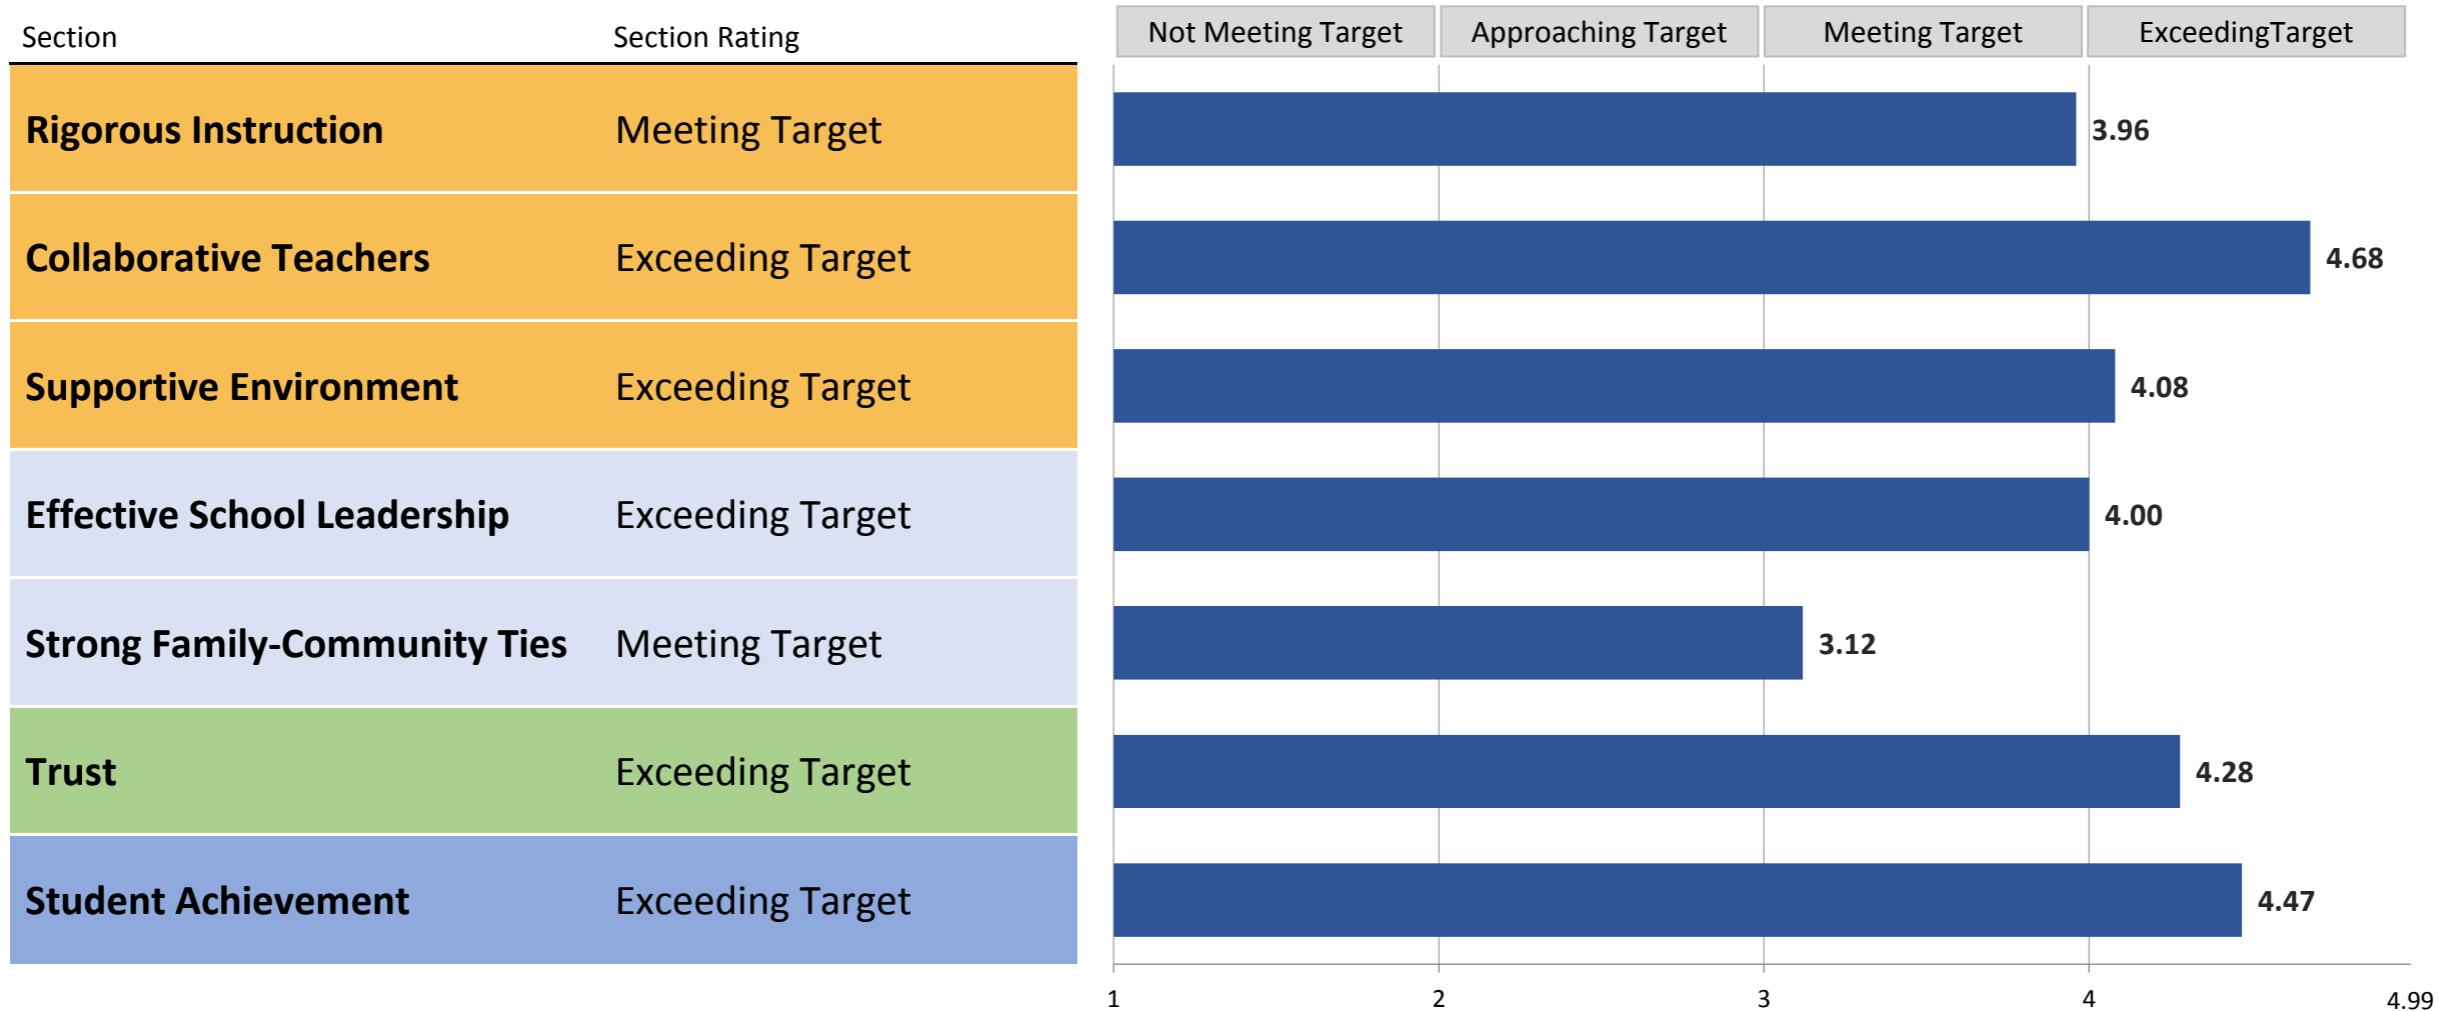 Section Section Rating Not Meeting Target Approaching Target Meeting Target ExceedingTarget
Rigorous Instruction Meeting Target 3.96
Collaborative Teachers Exceeding Target 4.68
Supportive Environment Exceeding Target 4.08
Effective School Leadership Exceeding Target 4.00
Strong Family-Community Ties Meeting Target 3.12
Trust Exceeding Target 4.28
Student Achievement Exceeding Target 4.47
1 2 3 4 4.99